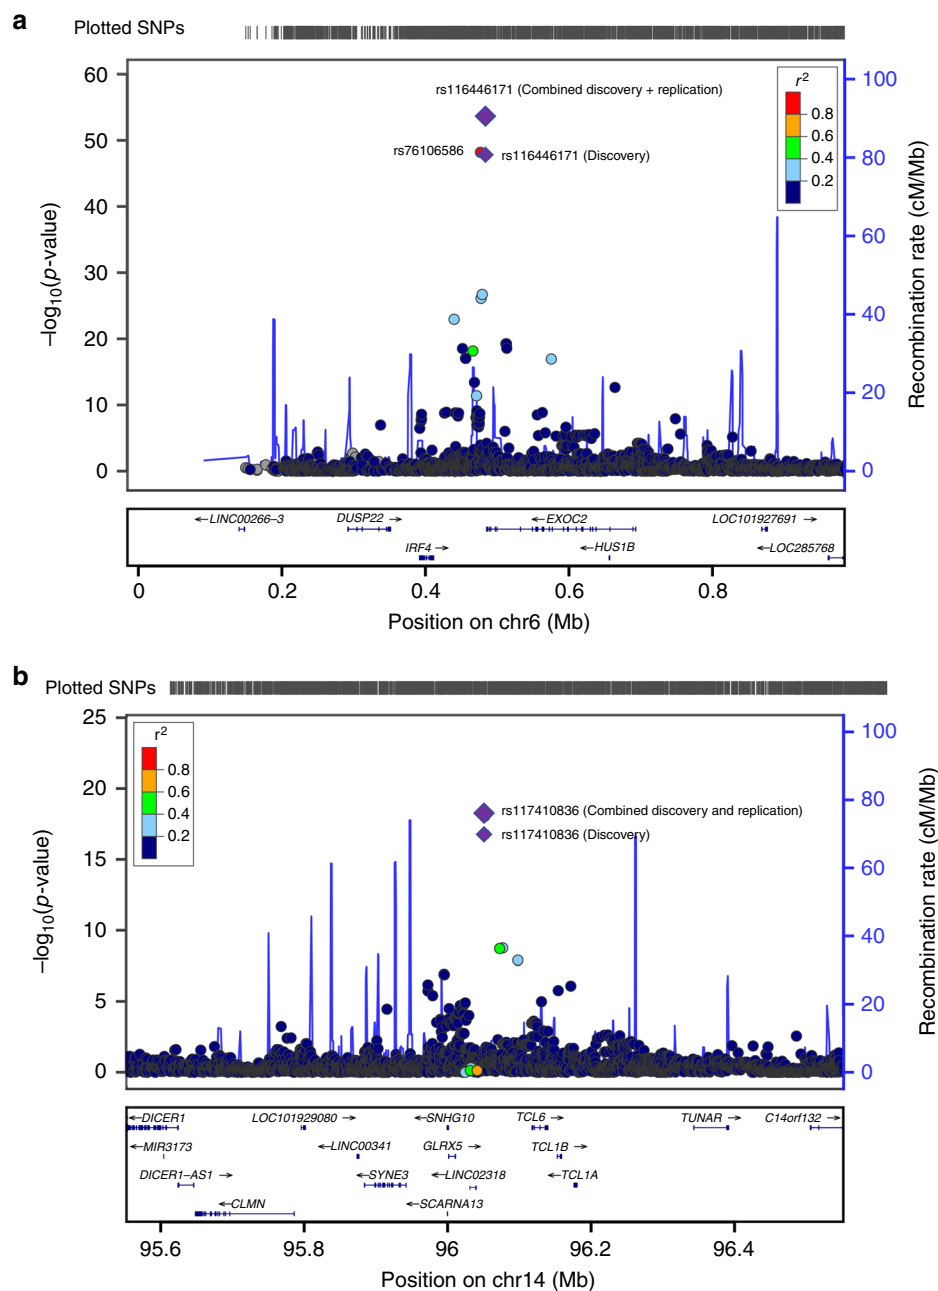 a
Plotted SNPs
60
50
40
30
20
10
0
–log10(p-value)
100
80
60
40
20
0
Recombination rate (cM/Mb)
r2
0.8
0.6
0.4
0.2
rs116446171 (Combined discovery + replication)
rs76106586
rs116446171 (Discovery)
←LINC00266–3
DUSP22 →
←EXOC2
LOC101927691 →
IRF4 →
←HUS1B
←LOC285768
0
0.2
0.4
0.6
0.8
Position on chr6 (Mb)
b
Plotted SNPs
25
20
15
10
5
0
–log10(p-value)
100
80
60
40
20
0
Recombination rate (cM/Mb)
r2
0.8
0.6
0.4
0.2
rs117410836 (Combined discovery and replication)
rs117410836 (Discovery)
←DICER1
LOC101929080 →
←SNHG10
TCL6 →
TUNAR →
C14orf132 →
←MIR3173
←LINC00341
GLRX5 →
TCL1B →
DICER1–AS1 →
←SYNE3
←LINC02318
←TCL1A
←CLMN
←SCARNA13
95.6
95.8
96
96.2
96.4
Position on chr14 (Mb)